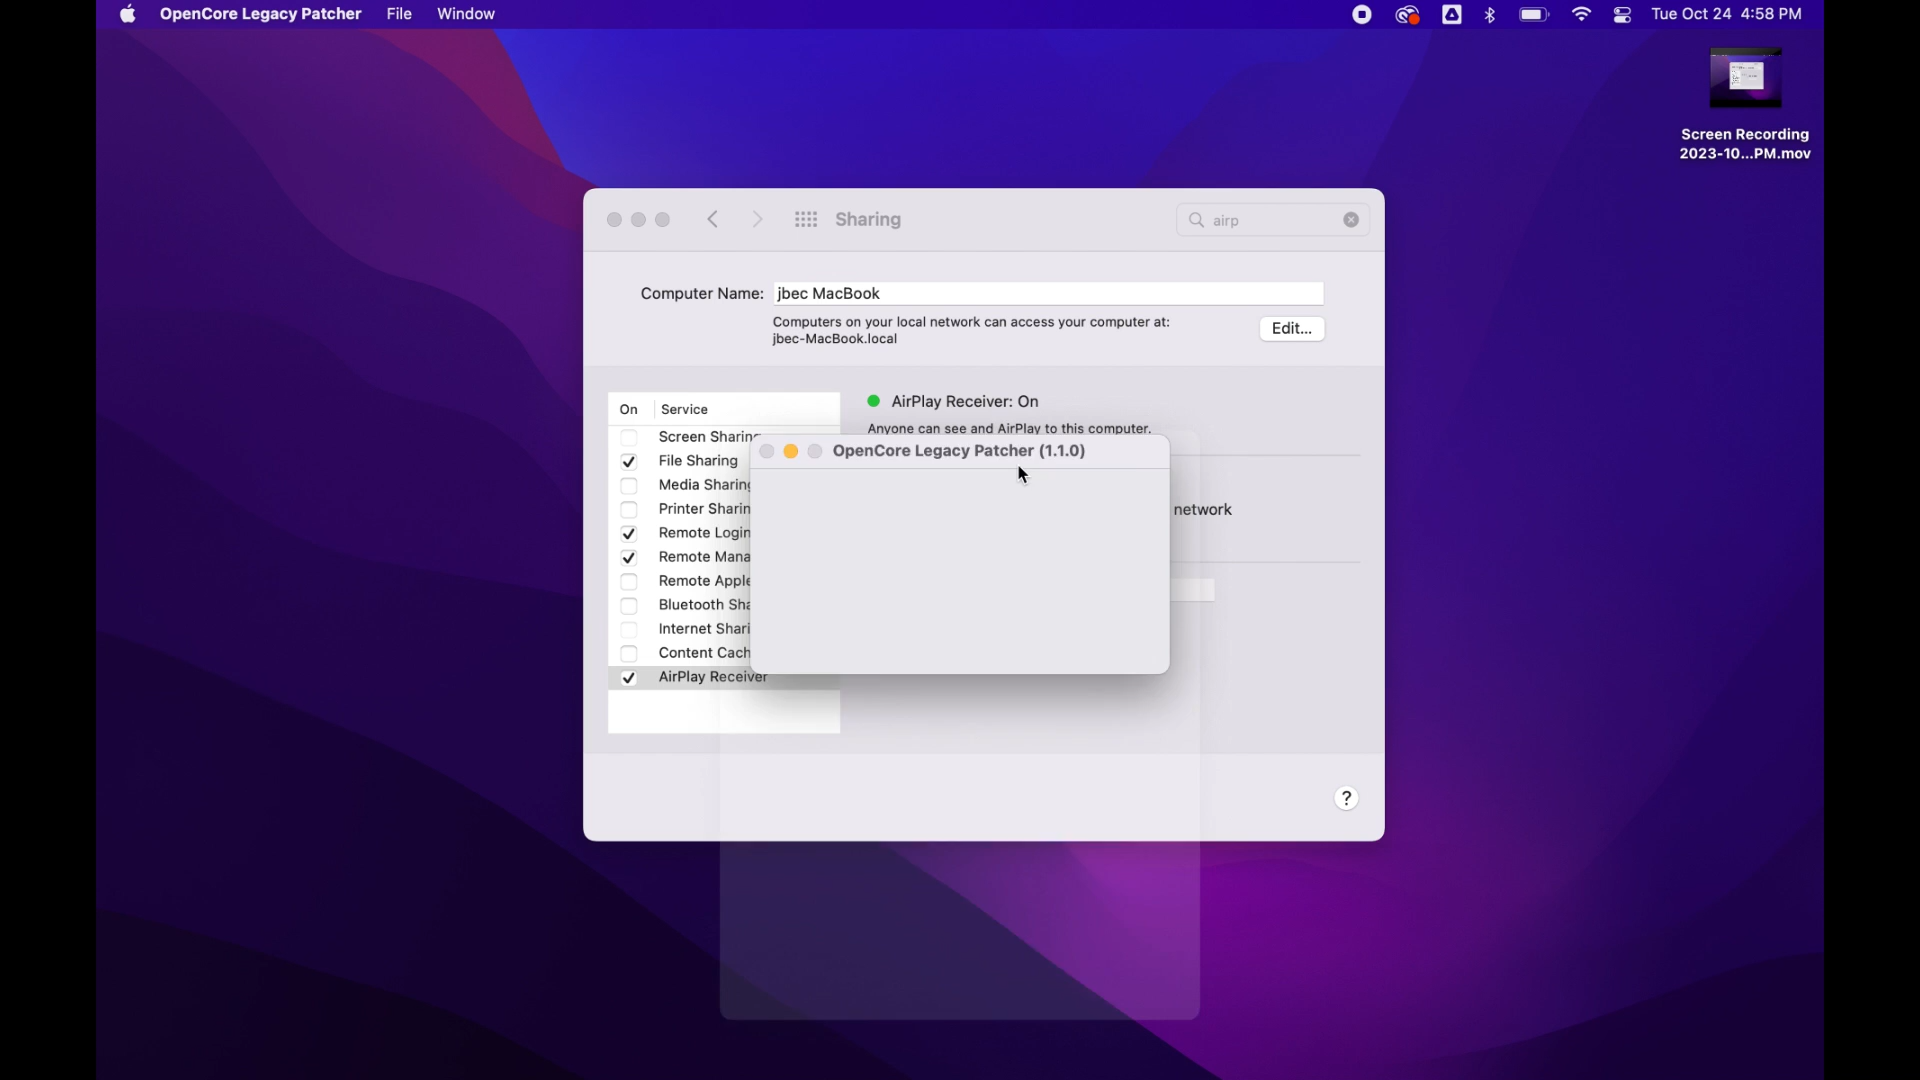 OpenCore Legacy Patcher File Window
Tue Oct 24 4:58 PM
Screen Recording
2023-10...PM.mov
Sharing
airp
Computer Name: jbec MacBook
Computers on your local network can access your computer at:
jbec-MacBook.local
Edit...
On Service
AirPlay Receiver: On
Anyone can see and AirPlay to this computer.
Screen Sharing
OpenCore Legacy Patcher (1.1.0)
File Sharing
Media Sharing
Printer Sharin
network
Remote Login
Remote Mana
Remote Apple
Bluetooth Sha
Internet Shari
Content Cach
AirPlay Receiver
?